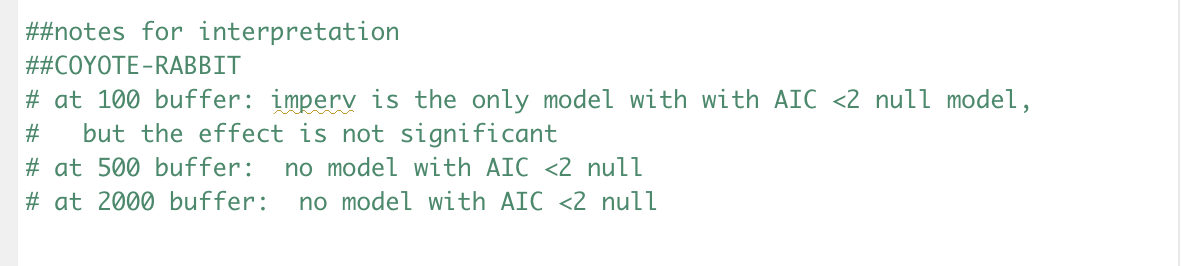 ##notes for interpretation
##COYOTE-RABBIT
# at 100 buffer: imperv is the only model with with AIC <2 null model,
#   but the effect is not significant
# at 500 buffer:  no model with AIC <2 null
# at 2000 buffer:  no model with AIC <2 null